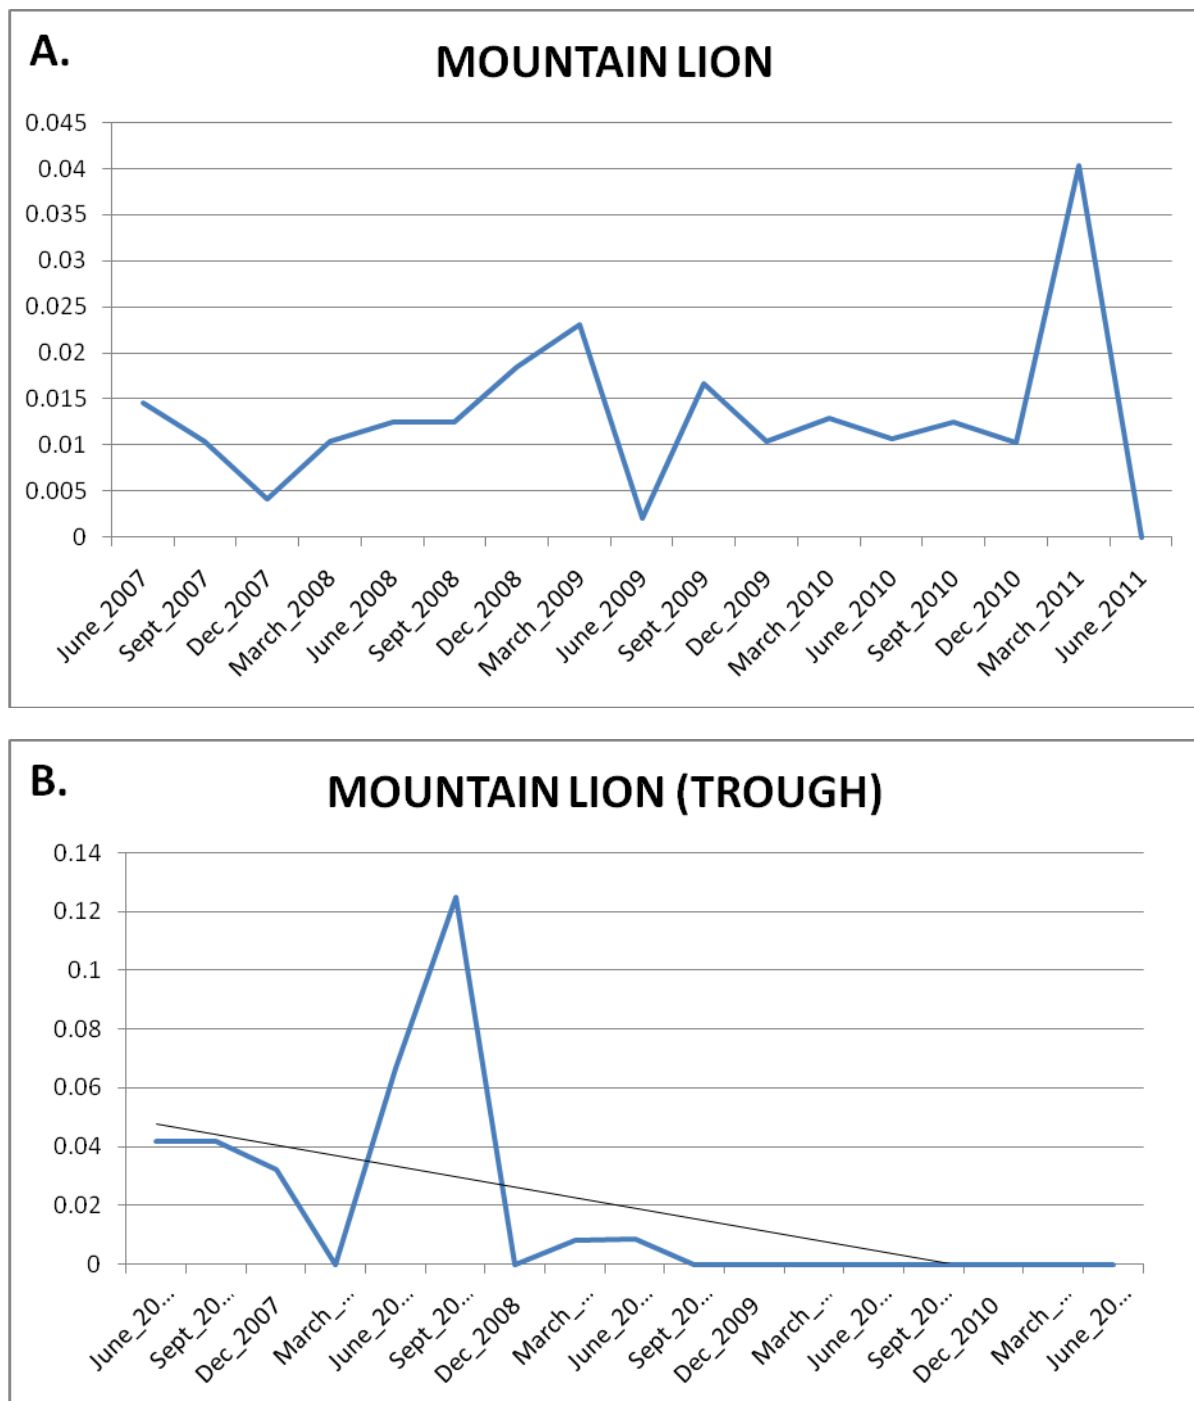 A.
MOUNTAIN LION
0.045
0.04
0.035
0.03
0.025
0.02
0.015
0.01
0.005
0
June_2007
Sept_2007
Dec_2007
March_2008
June_2008
Sept_2008
Dec_2008
March_2009
June_2009
Sept_2009
Dec_2009
March_2010
June_2010
Sept_2010
Dec_2010
March_2011
June_2011
B.
MOUNTAIN LION (TROUGH)
0.14
0.12
0.1
0.08
0.06
0.04
0.02
0
June_20...
Sept_20...
Dec_2007
March_...
June_20...
Sept_20...
Dec_2008
March_...
June_20...
Sept_20...
Dec_2009
March_...
June_20...
Sept_20...
Dec_2010
March_...
June_20...